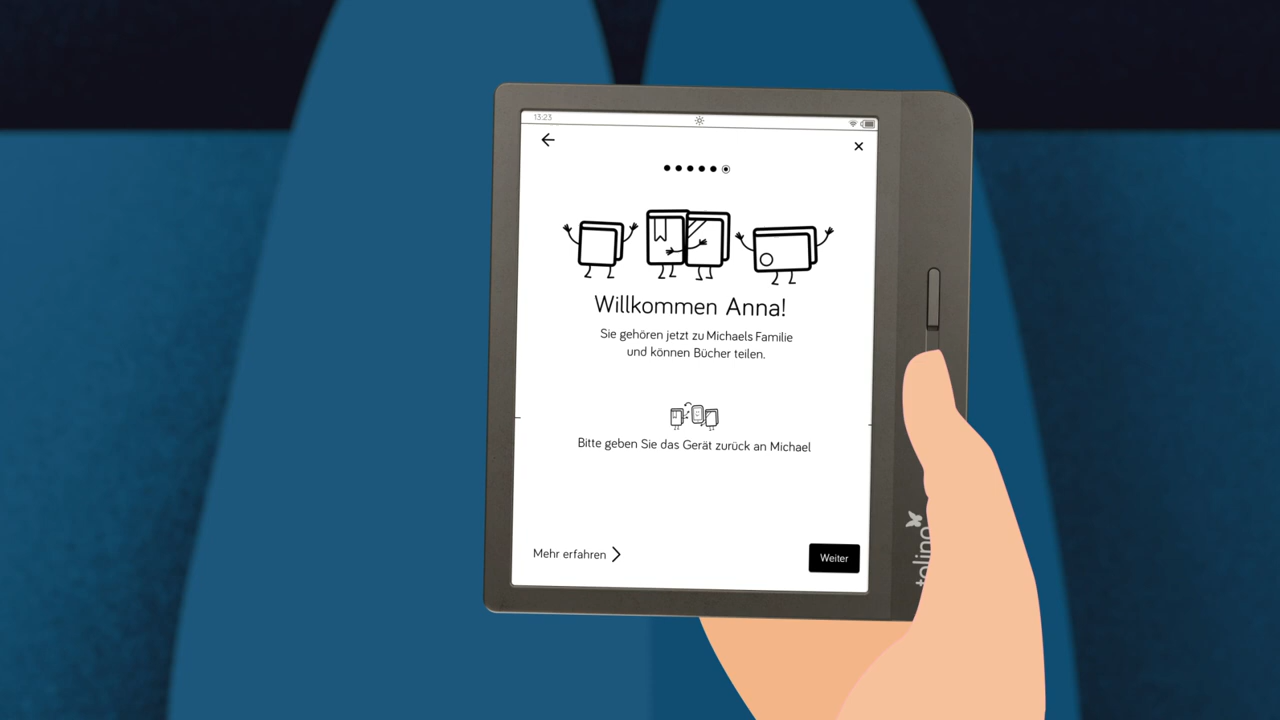 13:23
Willkommen Anna!
Sie gehören jetzt zu Michaels Familie
und können Bücher teilen.
Bitte geben Sie das Gerät zurück an Michael
Mehr erfahren
Weiter
tolino